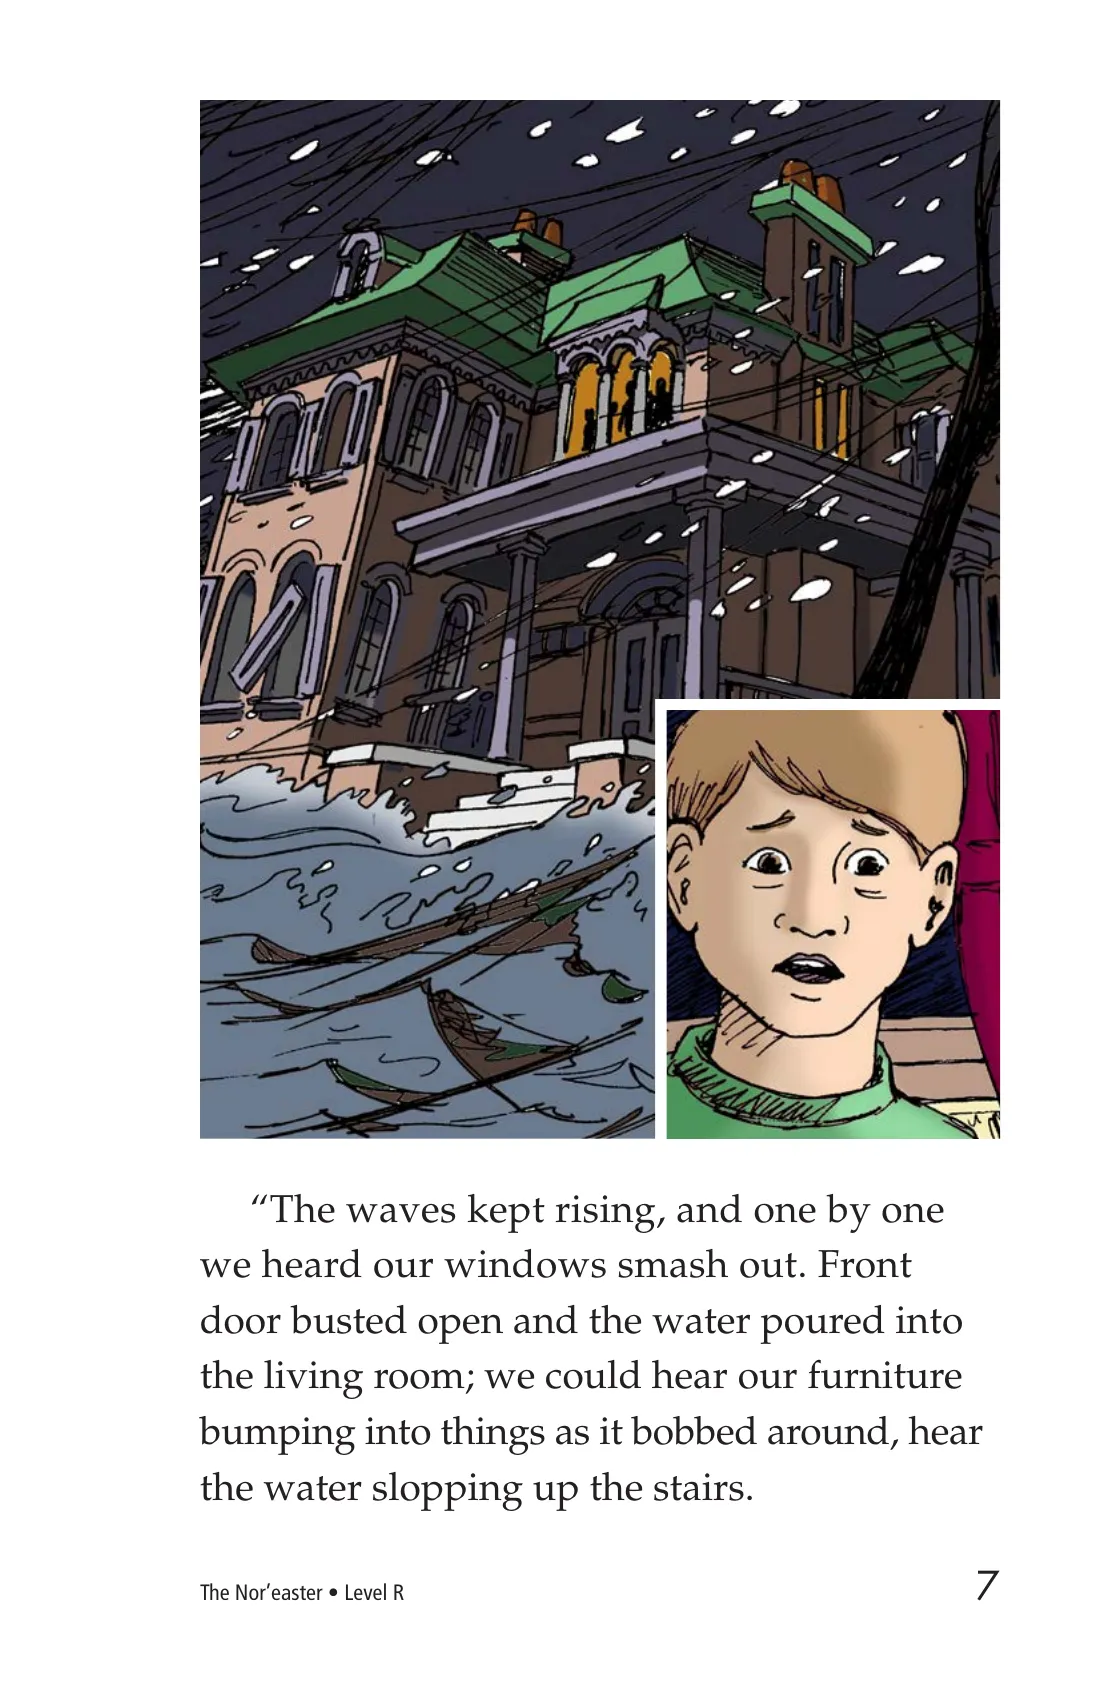 “The waves kept rising, and one by one
we heard our windows smash out. Front
door busted open and the water poured into
the living room; we could hear our furniture
bumping into things as it bobbed around, hear
the water slopping up the stairs.
The Nor’easter • Level R
7